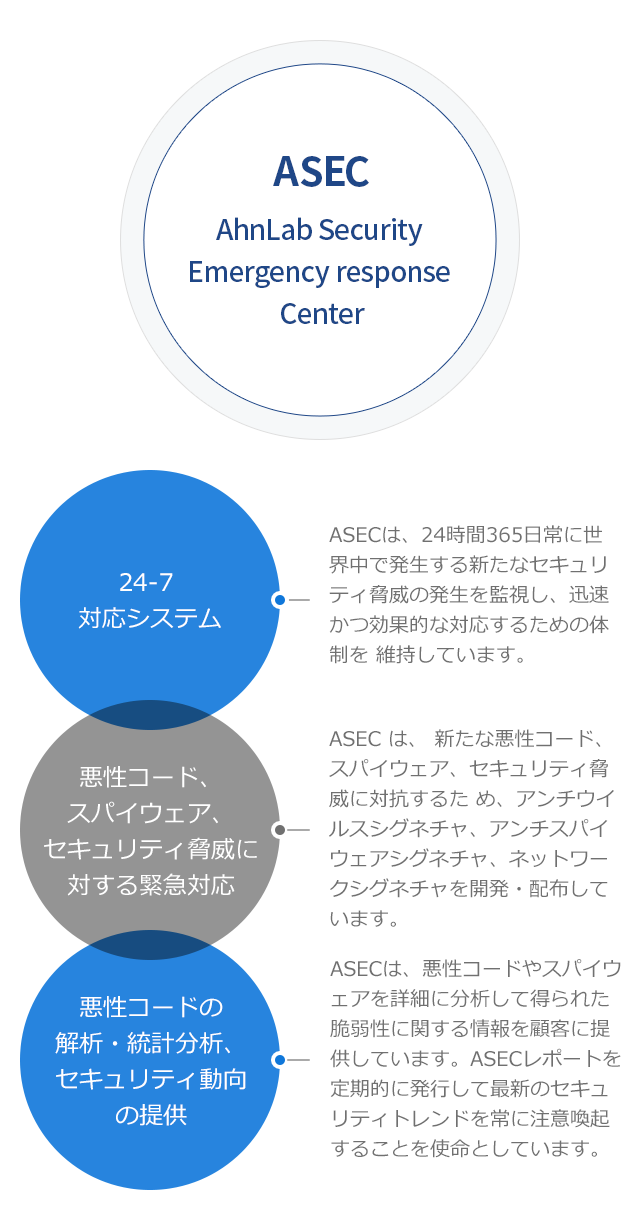 ASEC
AhnLab Security
Emergency response
Center
24-7
対応システム
ASECは、24時間365日常に世
界中で発生する新たなセキュリ
ティ脅威の発生を監視し、迅速
かつ効果的な対応するための体
制を 維持しています。
悪性コード、
スパイウェア、
セキュリティ脅威に
対する緊急対応
ASEC は、 新たな悪性コード、
スパイウェア、セキュリティ脅
威に対抗するた め、アンチウイ
ルスシグネチャ、アンチスパイ
ウェアシグネチャ、ネットワー
クシグネチャを開発・配布して
います。
悪性コードの
解析・統計分析、
セキュリティ動向
の提供
ASECは、悪性コードやスパイウ
ェアを詳細に分析して得られた
脆弱性に関する情報を顧客に提
供しています。ASECレポートを
定期的に発行して最新のセキュ
リティトレンドを常に注意喚起
することを使命としています。